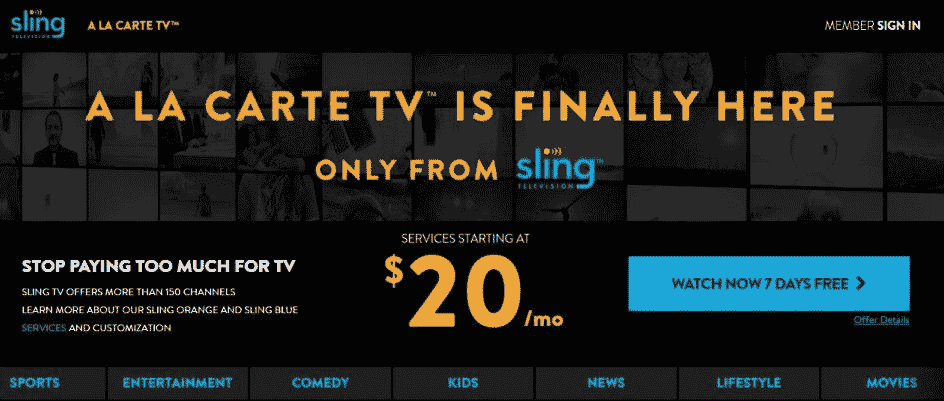 sling TELEVISION A LA CARTE TV™ MEMBER SIGN IN
A LA CARTE TV™ IS FINALLY HERE
ONLY FROM sling™ TELEVISION
SERVICES STARTING AT
$20/mo
STOP PAYING TOO MUCH FOR TV
SLING TV OFFERS MORE THAN 150 CHANNELS
LEARN MORE ABOUT OUR SLING ORANGE AND SLING BLUE
SERVICES AND CUSTOMIZATION
WATCH NOW 7 DAYS FREE >
Offer Details
SPORTS ENTERTAINMENT COMEDY KIDS NEWS LIFESTYLE MOVIES